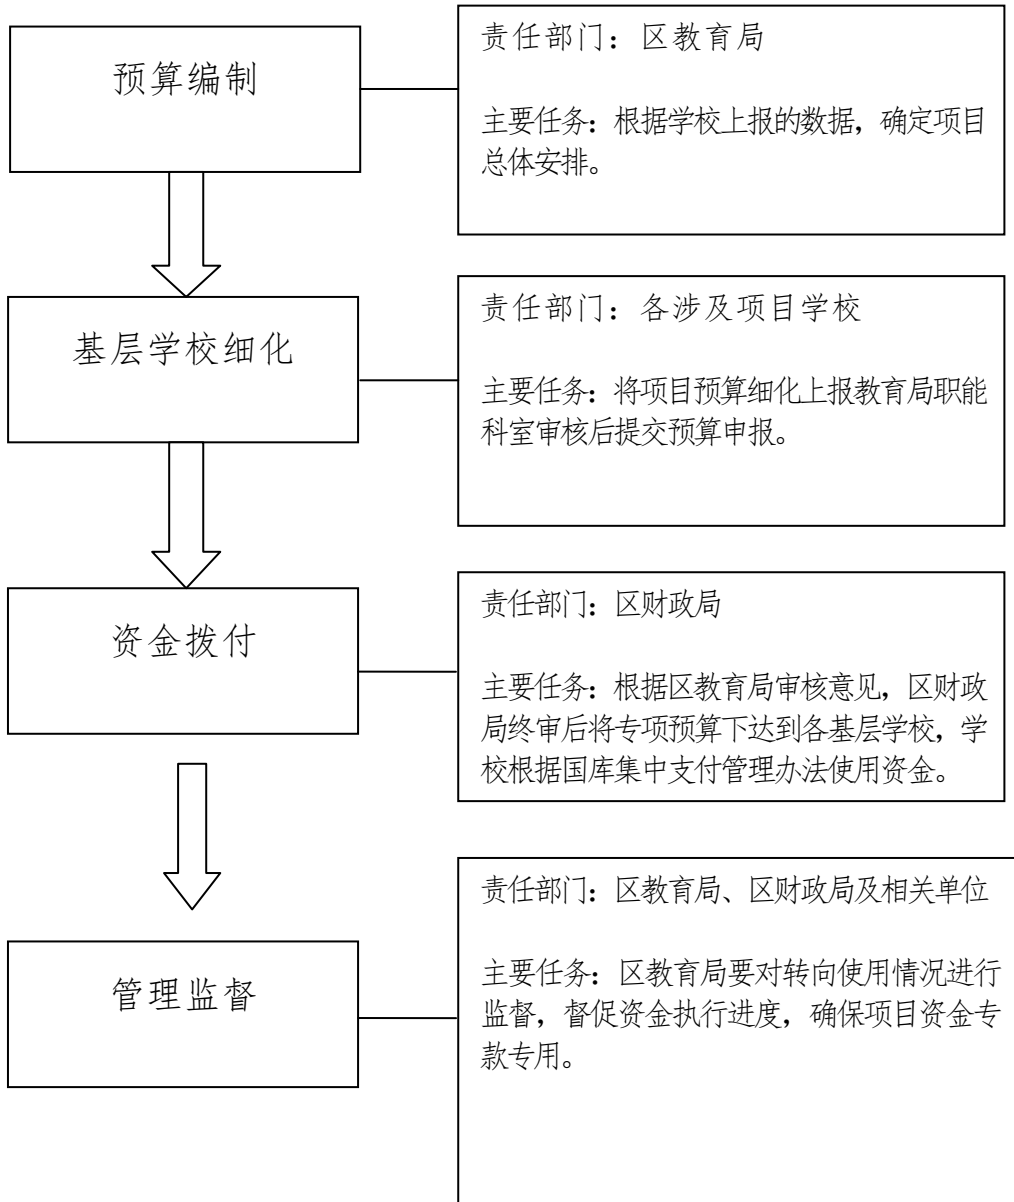 预算编制
责任部门：区教育局
主要任务：根据学校上报的数据，确定项目
总体安排。
基层学校细化
责任部门：各涉及项目学校
主要任务：将项目预算细化上报教育局职能
科室审核后提交预算申报。
资金拨付
责任部门：区财政局
主要任务：根据区教育局审核意见，区财政
局终审后将专项预算下达到各基层学校，学
校根据国库集中支付管理办法使用资金。
管理监督
责任部门：区教育局、区财政局及相关单位
主要任务：区教育局要对转向使用情况进行
监督，督促资金执行进度，确保项目资金专
款专用。